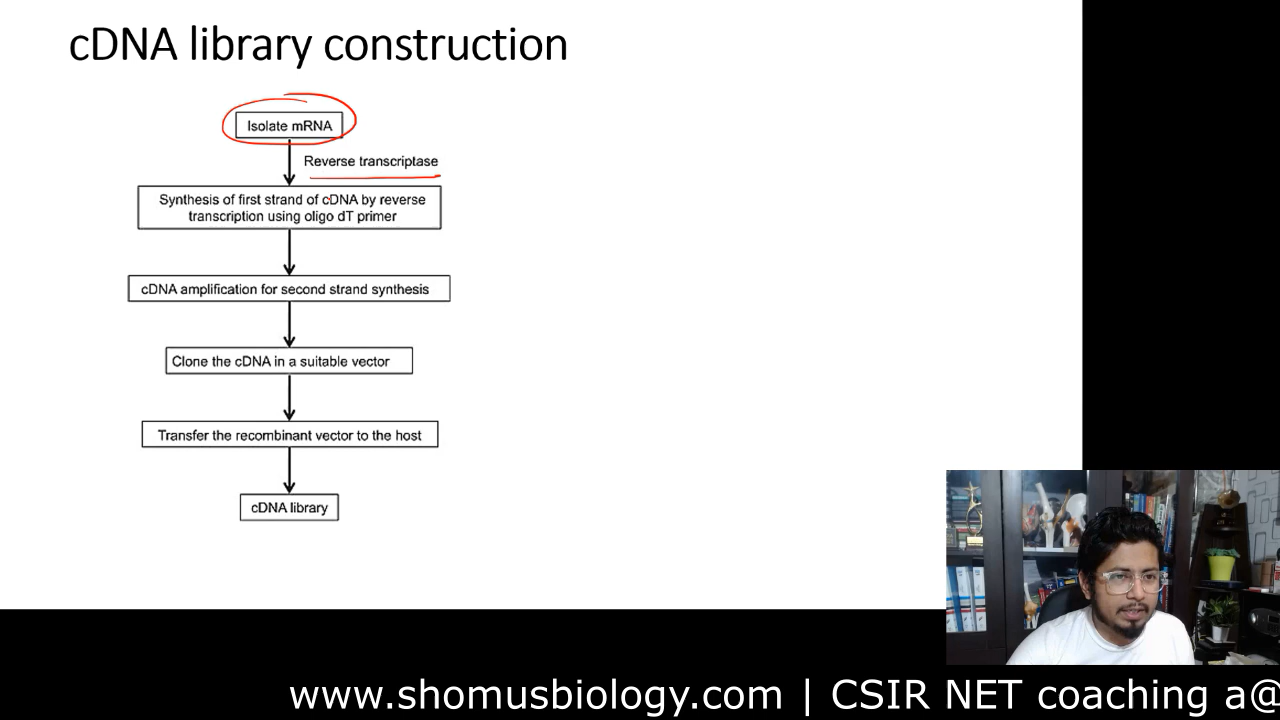 cDNA library construction
Isolate mRNA
Reverse transcriptase
Synthesis of first strand of cDNA by reverse
transcription using oligo dT primer
cDNA amplification for second strand synthesis
Clone the cDNA in a suitable vector
Transfer the recombinant vector to the host
cDNA library
www.shomusbiology.com | CSIR NET coaching a@